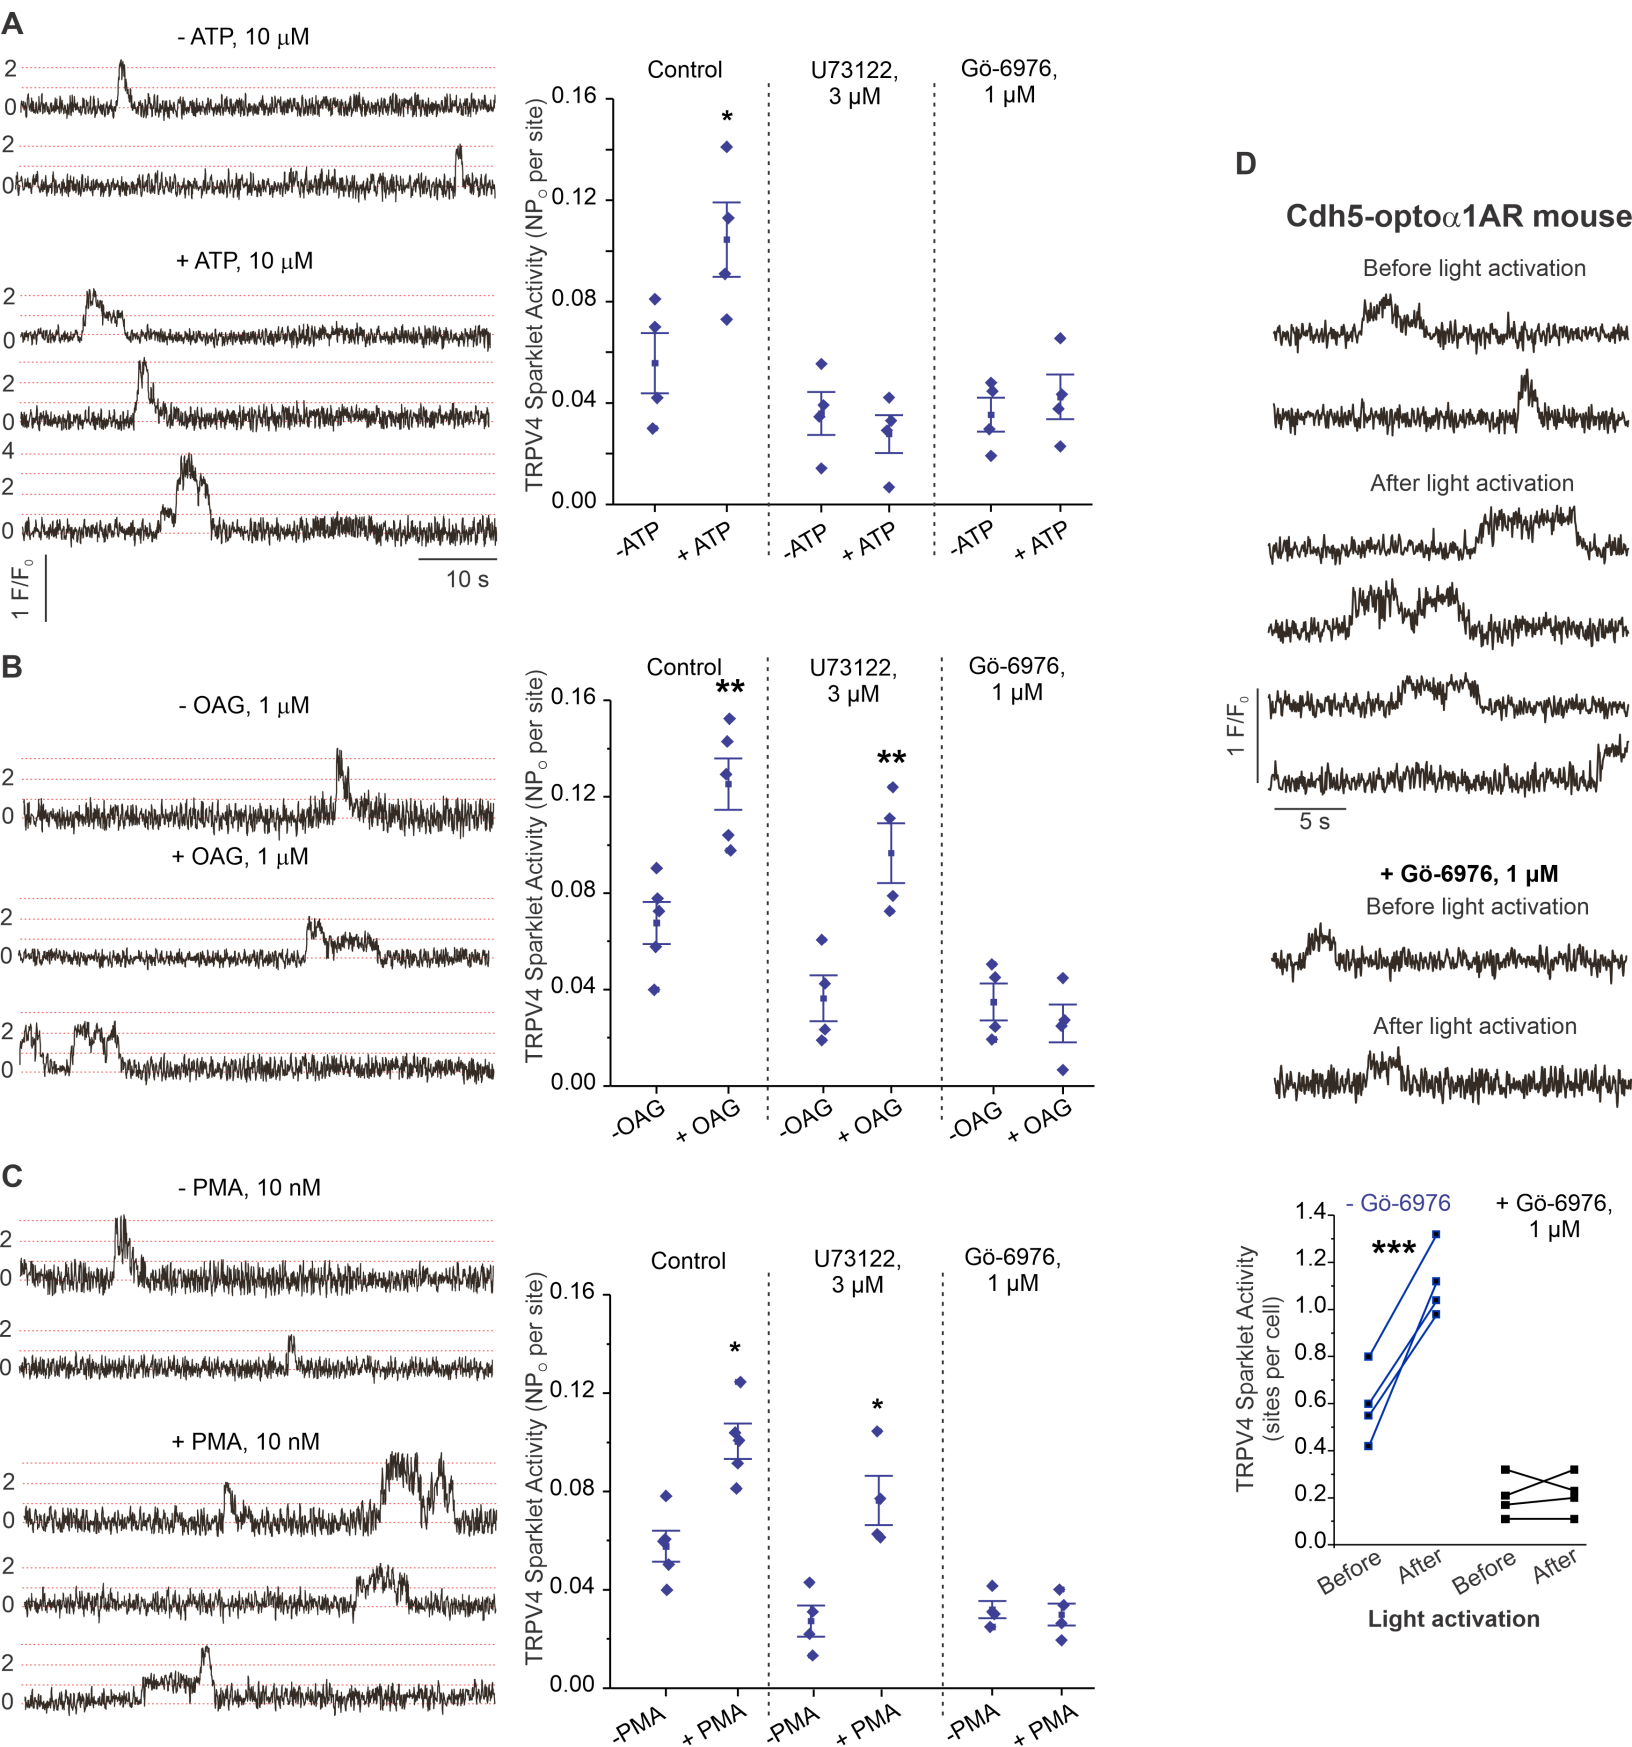 A
- ATP, 10 µM
2
0
2
0
+ ATP, 10 µM
2
0
2
0
4
2
0
1 F/F0
10 s
TRPV4 Sparklet Activity (NPO per site)
Control
U73122,
3 µM
Gö-6976,
1 µM
*
0.16
0.12
0.08
0.04
0.00
-ATP
+ ATP
-ATP
+ ATP
-ATP
+ ATP
B
- OAG, 1 µM
2
0
+ OAG, 1 µM
2
0
2
0
TRPV4 Sparklet Activity (NPO per site)
Control
U73122,
3 µM
Gö-6976,
1 µM
**
**
0.16
0.12
0.08
0.04
0.00
-OAG
+ OAG
-OAG
+ OAG
-OAG
+ OAG
C
- PMA, 10 nM
2
0
2
0
+ PMA, 10 nM
2
0
2
0
2
0
TRPV4 Sparklet Activity (NPO per site)
Control
U73122,
3 µM
Gö-6976,
1 µM
*
*
0.16
0.12
0.08
0.04
0.00
-PMA
+ PMA
-PMA
+ PMA
-PMA
+ PMA
D
Cdh5-optoα1AR mouse
Before light activation
After light activation
1 F/F0
5 s
+ Gö-6976, 1 µM
Before light activation
After light activation
TRPV4 Sparklet Activity
(sites per cell)
- Gö-6976
+ Gö-6976,
1 µM
***
1.4
1.2
1.0
0.8
0.6
0.4
0.2
0.0
Before
After
Before
After
Light activation